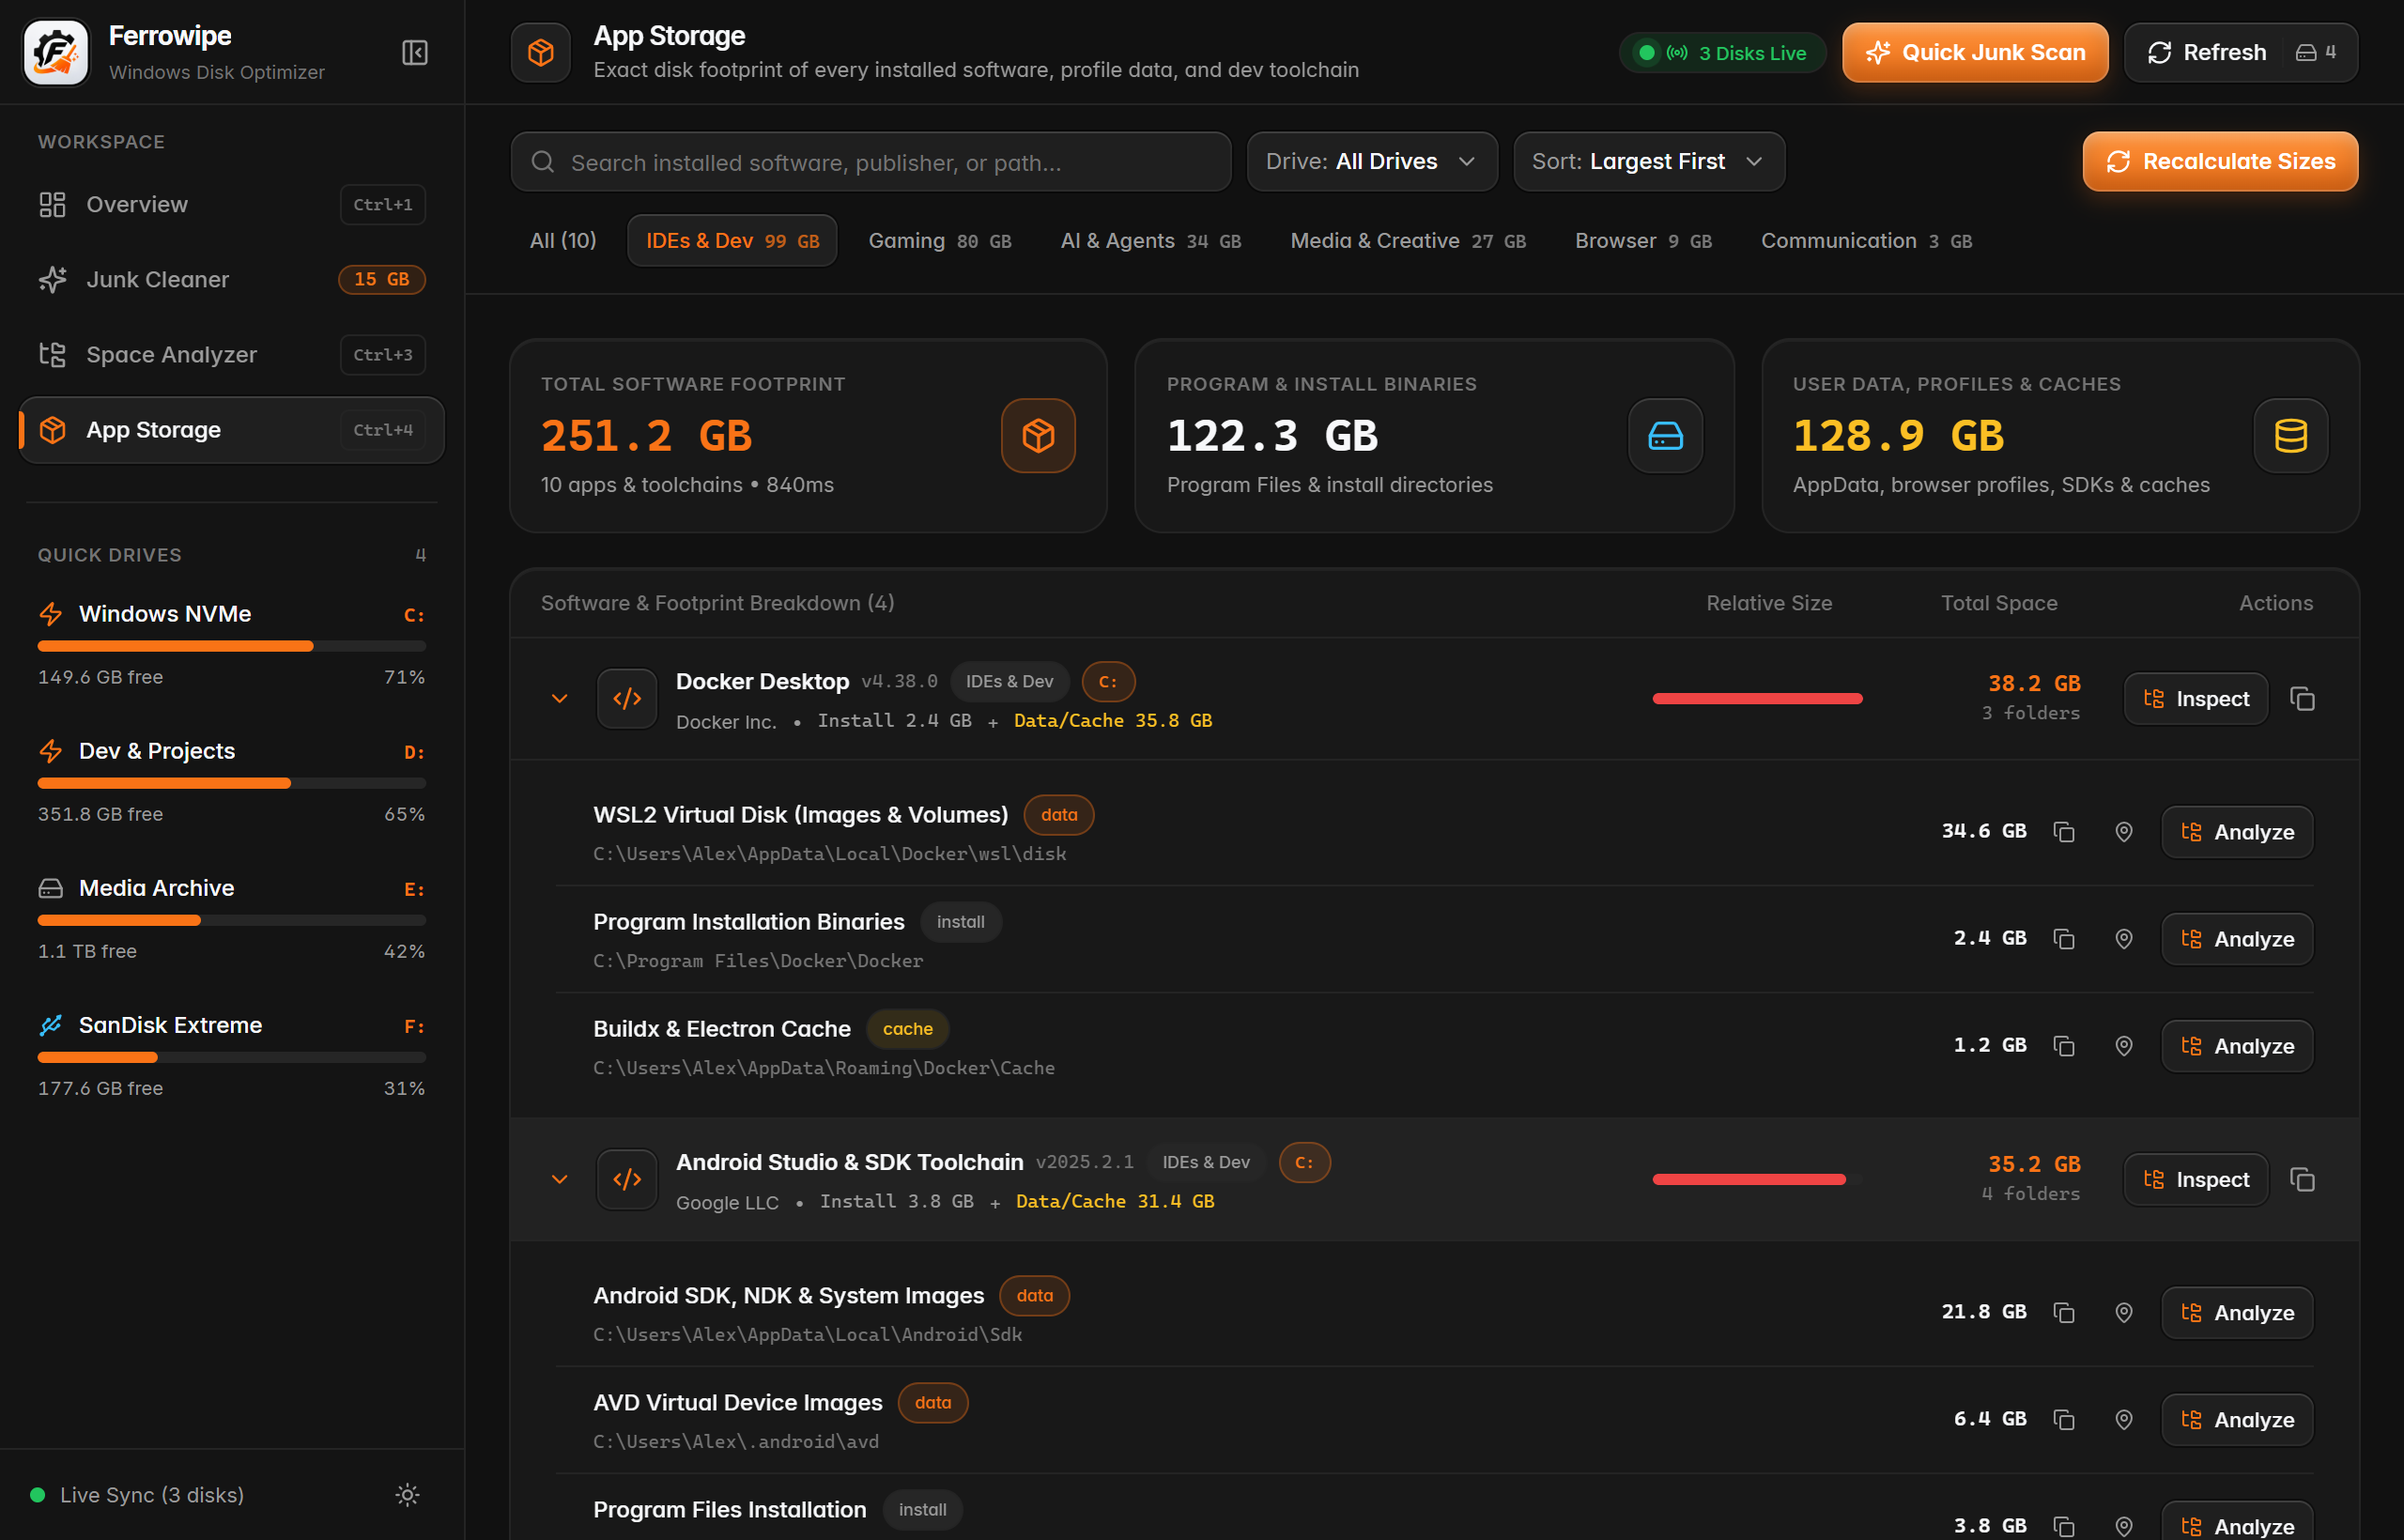 Ferrowipe
Windows Disk Optimizer
WORKSPACE
Overview Ctrl+1
Junk Cleaner 15 GB
Space Analyzer Ctrl+3
App Storage Ctrl+4
QUICK DRIVES 4
Windows NVMe C:
149.6 GB free 71%
Dev & Projects D:
351.8 GB free 65%
Media Archive E:
1.1 TB free 42%
SanDisk Extreme F:
177.6 GB free 31%
Live Sync (3 disks)
App Storage
Exact disk footprint of every installed software, profile data, and dev toolchain
3 Disks Live
Quick Junk Scan
Refresh 4
Search installed software, publisher, or path...
Drive: All Drives
Sort: Largest First
Recalculate Sizes
All (10) IDEs & Dev 99 GB Gaming 80 GB AI & Agents 34 GB Media & Creative 27 GB Browser 9 GB Communication 3 GB
TOTAL SOFTWARE FOOTPRINT
251.2 GB
10 apps & toolchains • 840ms
PROGRAM & INSTALL BINARIES
122.3 GB
Program Files & install directories
USER DATA, PROFILES & CACHES
128.9 GB
AppData, browser profiles, SDKs & caches
Software & Footprint Breakdown (4) Relative Size Total Space Actions
Docker Desktop v4.38.0 IDEs & Dev C:
Docker Inc. • Install 2.4 GB + Data/Cache 35.8 GB
38.2 GB
3 folders
Inspect
WSL2 Virtual Disk (Images & Volumes) data
C:\Users\Alex\AppData\Local\Docker\wsl\disk
34.6 GB
Analyze
Program Installation Binaries install
C:\Program Files\Docker\Docker
2.4 GB
Analyze
Buildx & Electron Cache cache
C:\Users\Alex\AppData\Roaming\Docker\Cache
1.2 GB
Analyze
Android Studio & SDK Toolchain v2025.2.1 IDEs & Dev C:
Google LLC • Install 3.8 GB + Data/Cache 31.4 GB
35.2 GB
4 folders
Inspect
Android SDK, NDK & System Images data
C:\Users\Alex\AppData\Local\Android\Sdk
21.8 GB
Analyze
AVD Virtual Device Images data
C:\Users\Alex\.android\avd
6.4 GB
Analyze
Program Files Installation install
3.8 GB
Analyze